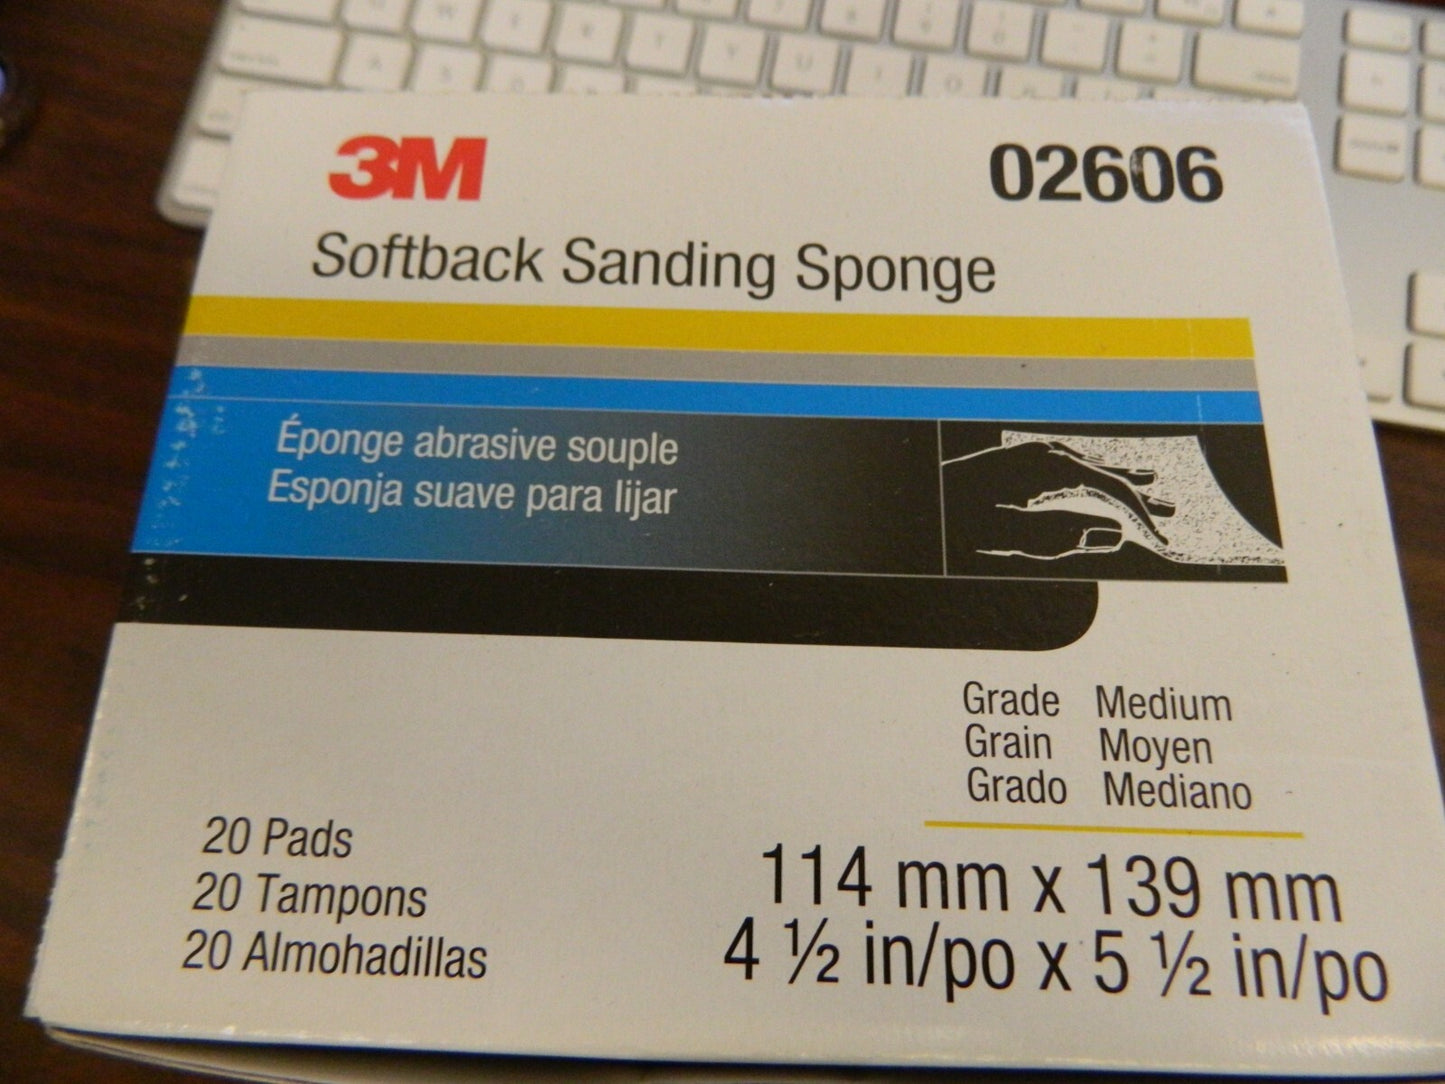 3M
02606
Softback Sanding Sponge
Éponge abrasive souple
Esponja suave para lijar
Grade Medium
Grain Moyen
Grado Mediano
20 Pads
20 Tampons
20 Almohadillas
114 mm x 139 mm
4 ½ in/po x 5 ½ in/po